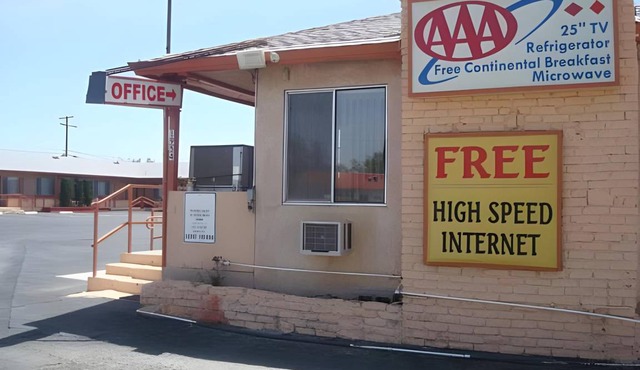 AAA
25" TV
Refrigerator
Free Continental Breakfast
Microwave
OFFICE→
FREE
HIGH SPEED
INTERNET